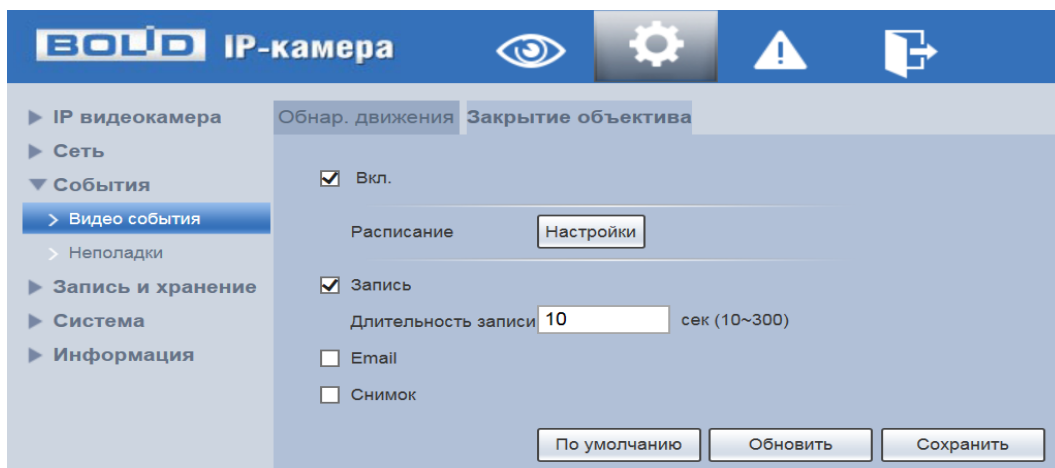 BOLID IP-камера
IP видеокамера
Сеть
События
Видео события
Неполадки
Запись и хранение
Система
Информация
Обнар. движения Закрытие объектива
Вкл.
Расписание Настройки
Запись
Длительность записи 10 сек (10~300)
Email
Снимок
По умолчанию Обновить Сохранить